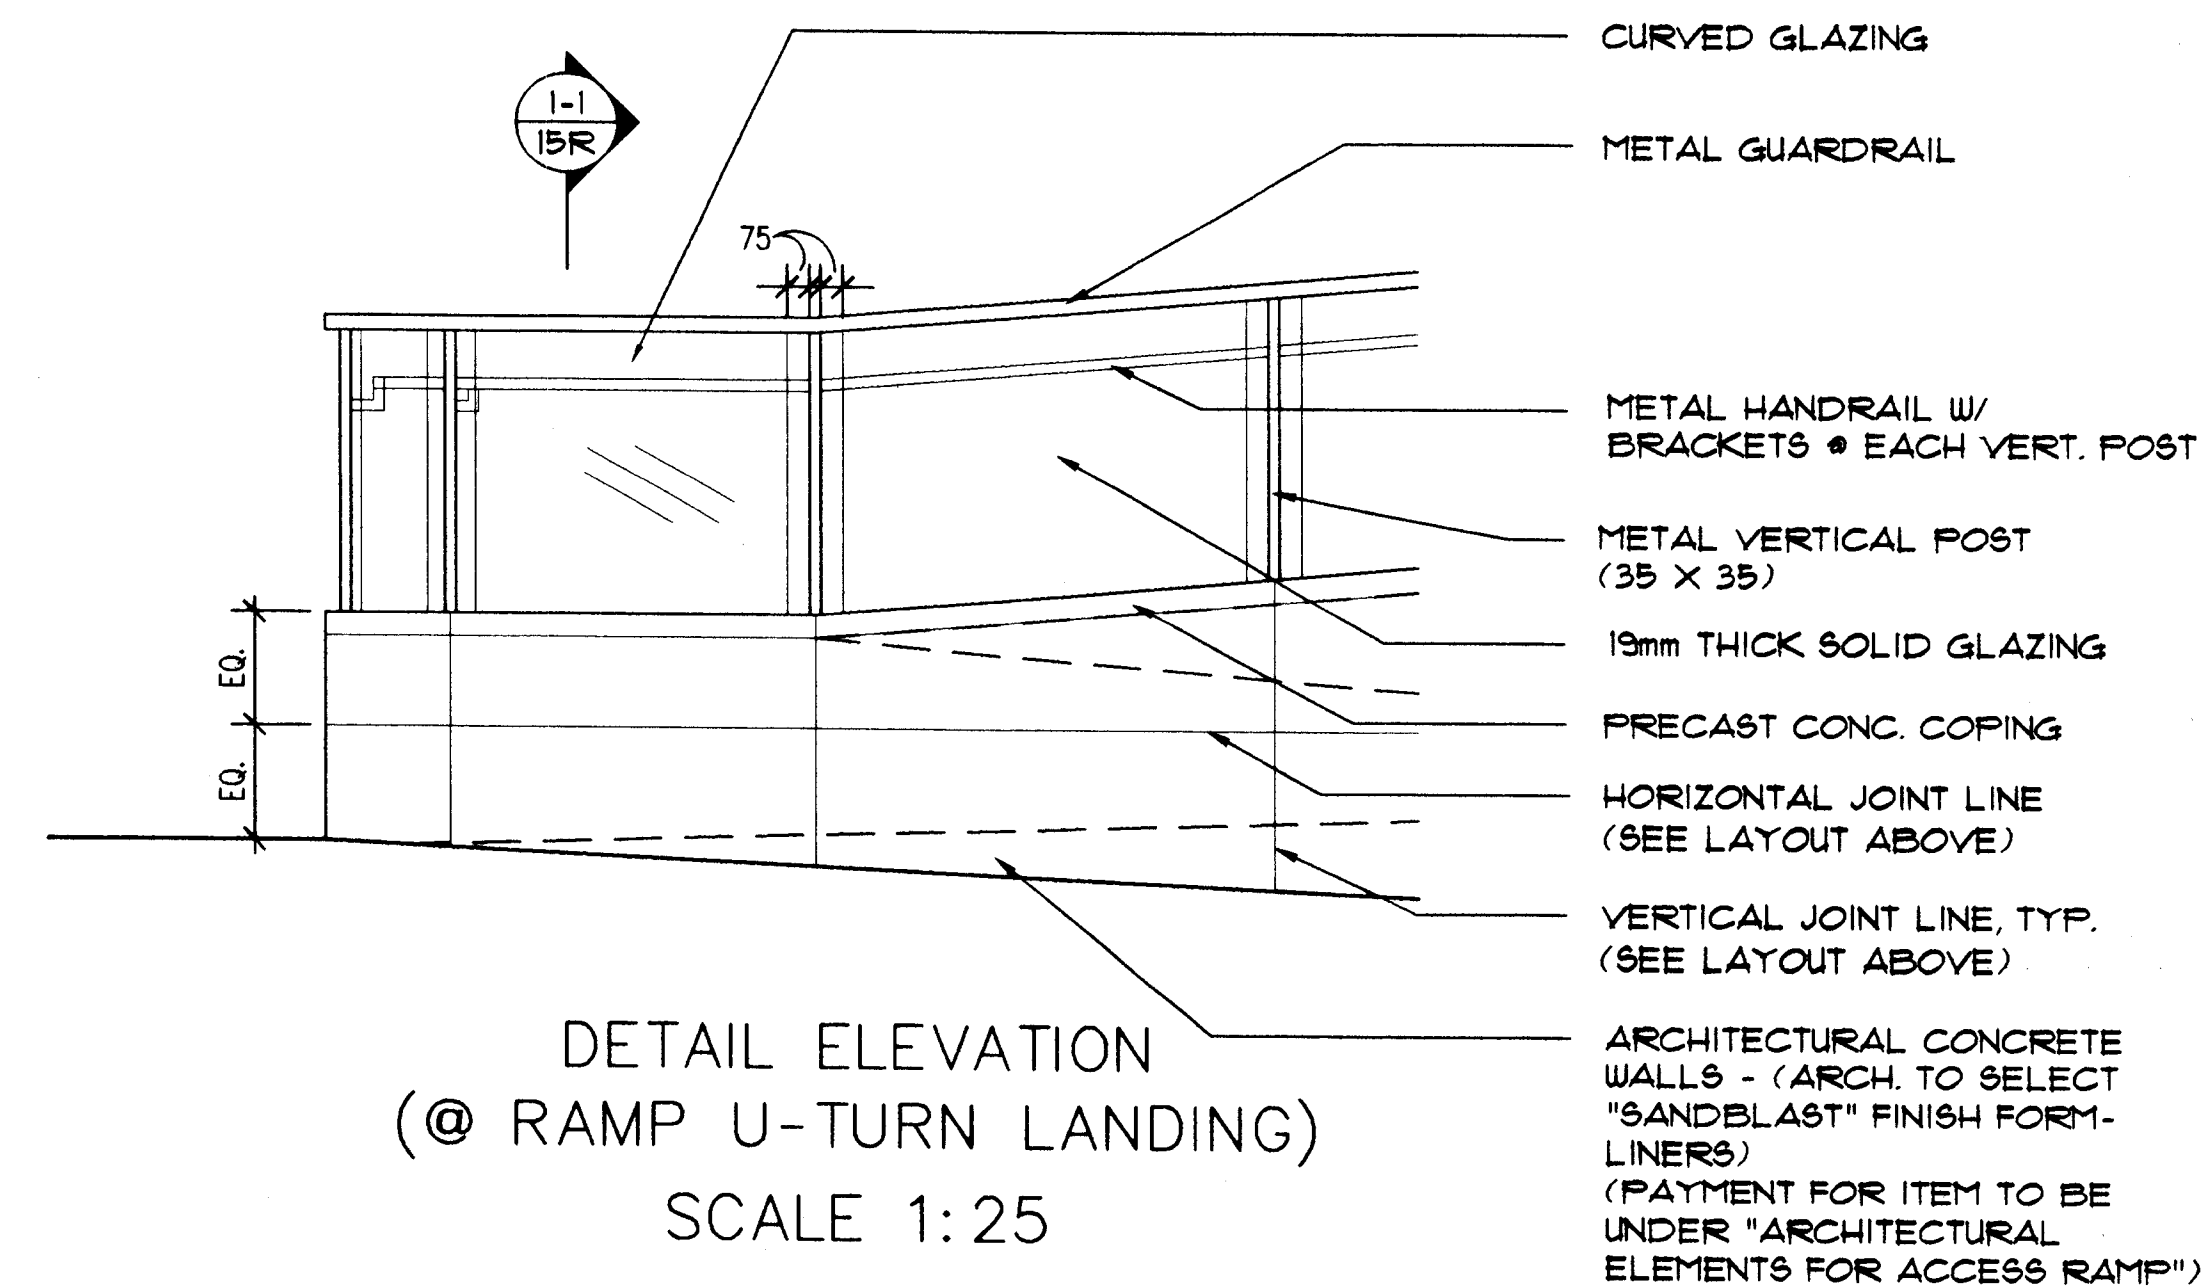 CURVED GLAZING
1-1
15R
METAL GUARDRAIL
75
METAL HANDRAIL W/
BRACKETS @ EACH VERT. POST
METAL VERTICAL POST
(35 X 35)
19mm THICK SOLID GLAZING
EQ.
PRECAST CONC. COPING
EQ.
HORIZONTAL JOINT LINE
(SEE LAYOUT ABOVE)
VERTICAL JOINT LINE, TYP.
(SEE LAYOUT ABOVE)
ARCHITECTURAL CONCRETE
WALLS - (ARCH. TO SELECT
"SANDBLAST" FINISH FORM-
LINERS)
(PAYMENT FOR ITEM TO BE
UNDER "ARCHITECTURAL
ELEMENTS FOR ACCESS RAMP")
DETAIL ELEVATION
(@ RAMP U-TURN LANDING)
SCALE 1:25